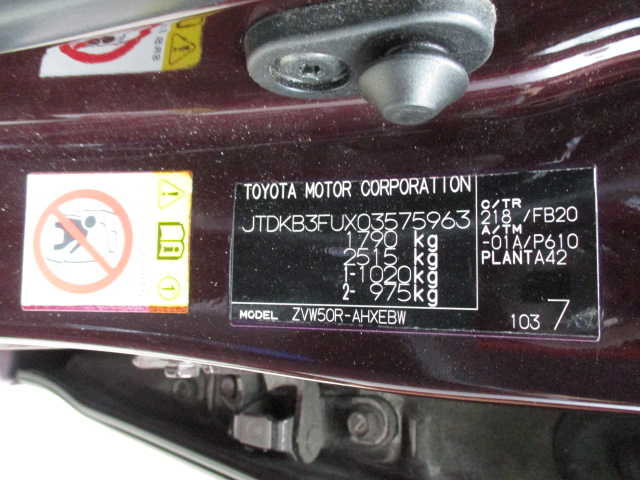 TOYOTA MOTOR CORPORATION
JTDKB3FUX03575963
1790 kg
2515 kg
1-1020kg
2- 975kg
MODEL ZVW50R-AHXEBW
C/TR
218 /FB20
A/TM
-01A/P610
PLANTA42
103 7
1